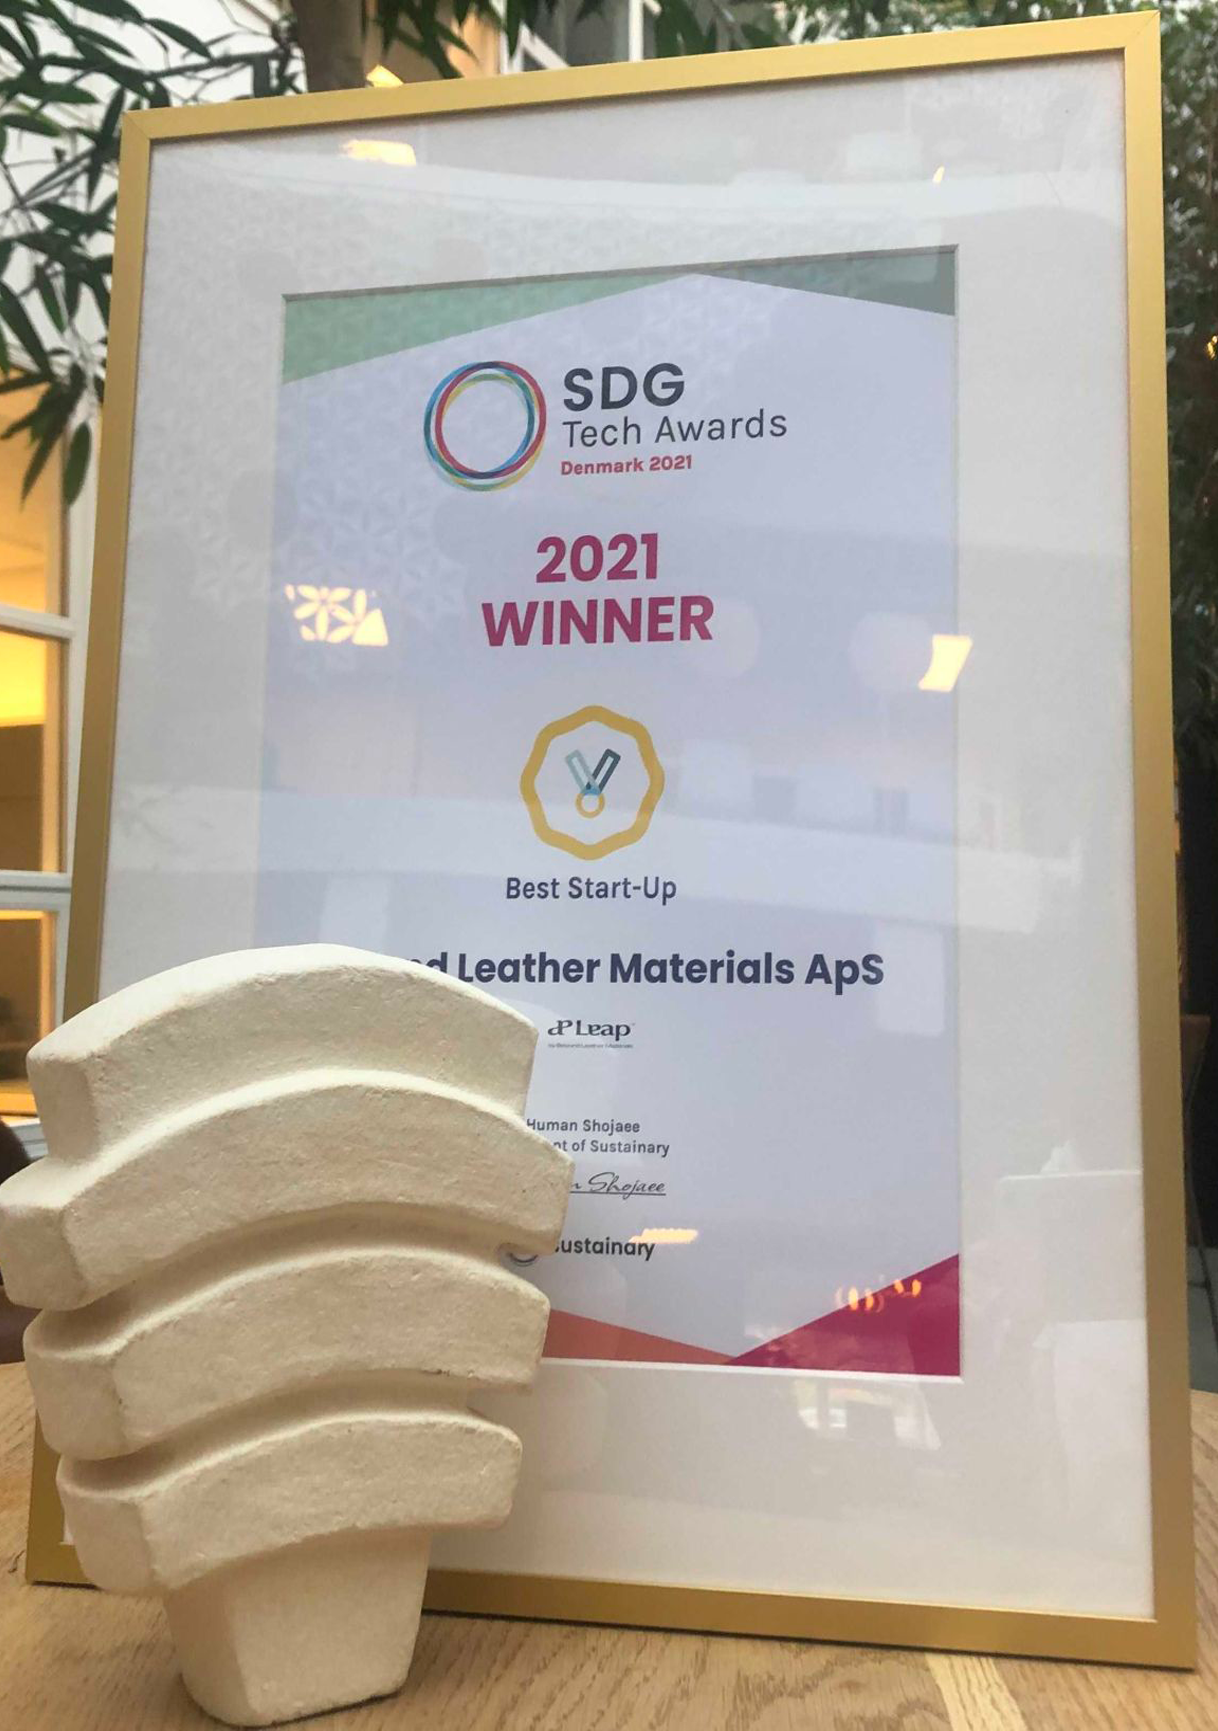 SDG
Tech Awards
Denmark 2021
2021
WINNER
Best Start-Up
Leather Materials ApS
Leap
Human Shojaee
of Sustainary
Shojaee
ustainary